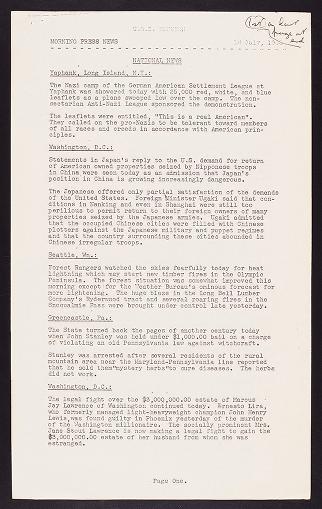 MORNING PRESS NEWS
July, 193
NATIONAL NEWS
Yaphank, Long Island, N.Y.:
The Nazi camp of the German American Settlement League at
Yaphank was showered today with 25,000 red, white, and blue
leaflets as a plane swooped low over the camp. The non-
sectarian Anti-Nazi League sponsored the demonstration.
The leaflets were entitled, "This is a real American".
They called on the pro-Nazis to be tolerant toward members
of all races and creeds in accordance with American prin-
ciples.
Washington, D.C.:
Statements in Japan's reply to the U.S. demand for return
of American owned properties seized by Nipponese troops
in China were seen today as an admission that Japan's
position in China is growing increasingly dangerous.
The Japanese offered only partial satisfaction of the demands
of the United States. Foreign Minister Ugaki said that con-
ditions in Nanking and even in Shanghai were still too
perilous to permit return to their foreign owners of many
properties seized by the Japanese armies. Ugaki admitted
that the occupied Chinese cities were filled with Chinese
plotters against the Japanese military and puppet regimes
and that the country surrounding these cities abounded in
Chinese irregular troops.
Seattle, Wn.:
Forest Rangers watched the skies fearfully today for heat
lightning which may start new timber fires in the Olympic
Peninsula. The forest situation was somewhat improved this
morning except for the Weather Bureau's ominous forecast for
more lightning. The huge blaze in the Long Bell Lumber
Company's Ryderwood tract and several roaring fires in the
Snoqualmie Pass were brought under control late yesterday.
Greencastle, Pa.:
The State turned back the pages of another century today
when John Stanley was held under $1,000.00 bail on a charge
of violating an old Pennsylvania law against witchcraft.
Stanley was arrested after several residents of the rural
mountain area near the Maryland-Pennsylvania line reported
that he sold them "mystery herbs" to cure diseases. The herbs
did not work.
Washington, D.C.:
The legal fight over the $3,000,000.00 estate of Marcus
Jay Lawrence of Washington continued today. Ernesto Lira,
who formerly managed light-heavyweight champion John Henry
Lewis, was found guilty in Phoenix yesterday of the murder
of the Washington millionaire. The socially prominent Mrs.
Jane Stout Lawrence is now making a legal fight to gain the
$3,000,000.00 estate of her husband from whom she was
estranged.
Page One.